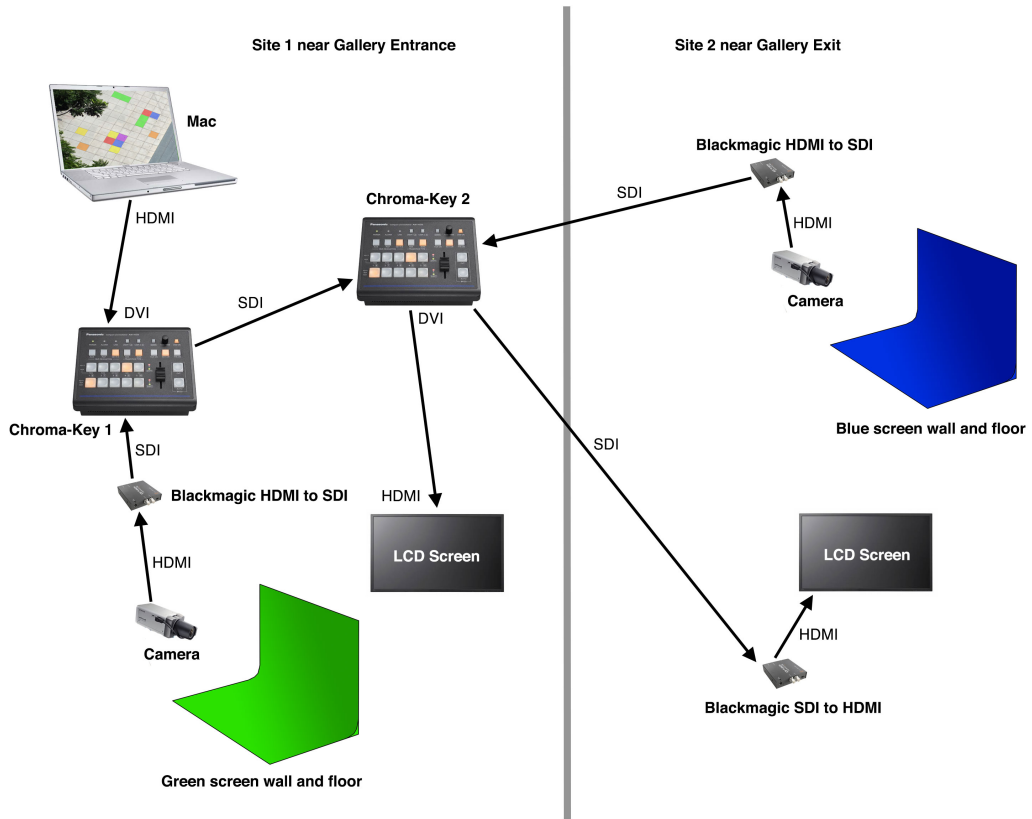 Site 1 near Gallery Entrance
Site 2 near Gallery Exit
Mac
HDMI
DVI
Chroma-Key 1
SDI
Blackmagic HDMI to SDI
HDMI
Camera
Green screen wall and floor
SDI
Chroma-Key 2
Panasonic
Panasonic
DVI
HDMI
LCD Screen
SDI
Blackmagic HDMI to SDI
HDMI
Camera
Blue screen wall and floor
SDI
LCD Screen
HDMI
Blackmagic SDI to HDMI